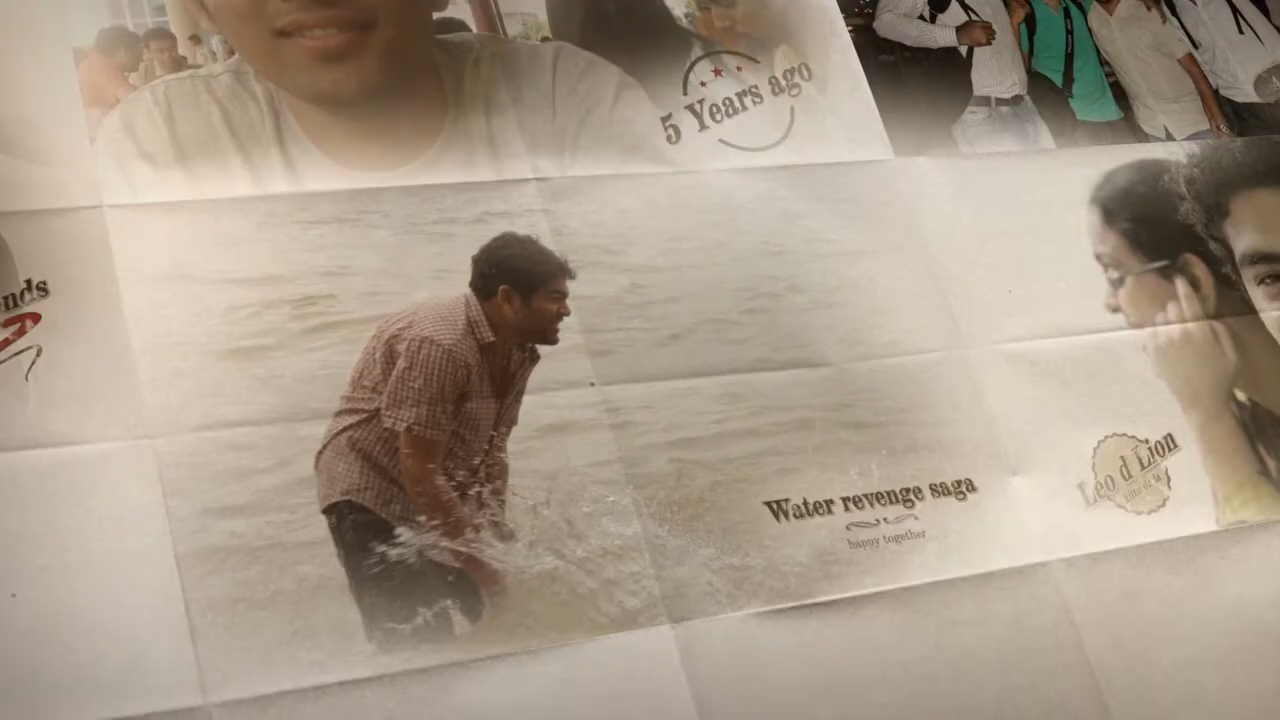 5 Years ago
nds
Water revenge saga
happy together
Leo d Lion